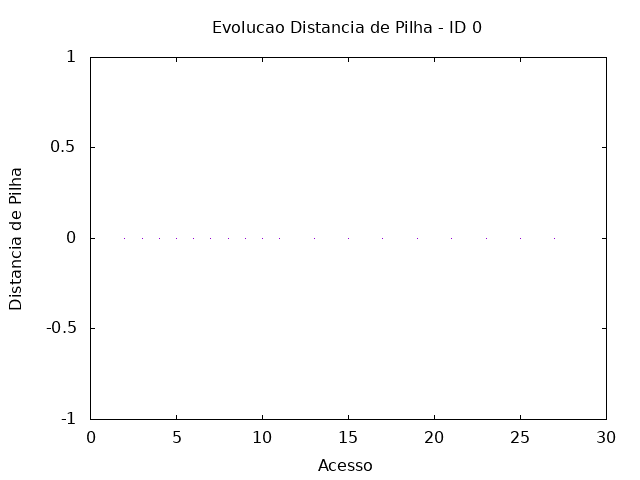 Evolucao Distancia de Pilha - ID 0
1
0.5
0
-0.5
-1
Distancia de Pilha
0 5 10 15 20 25 30
Acesso